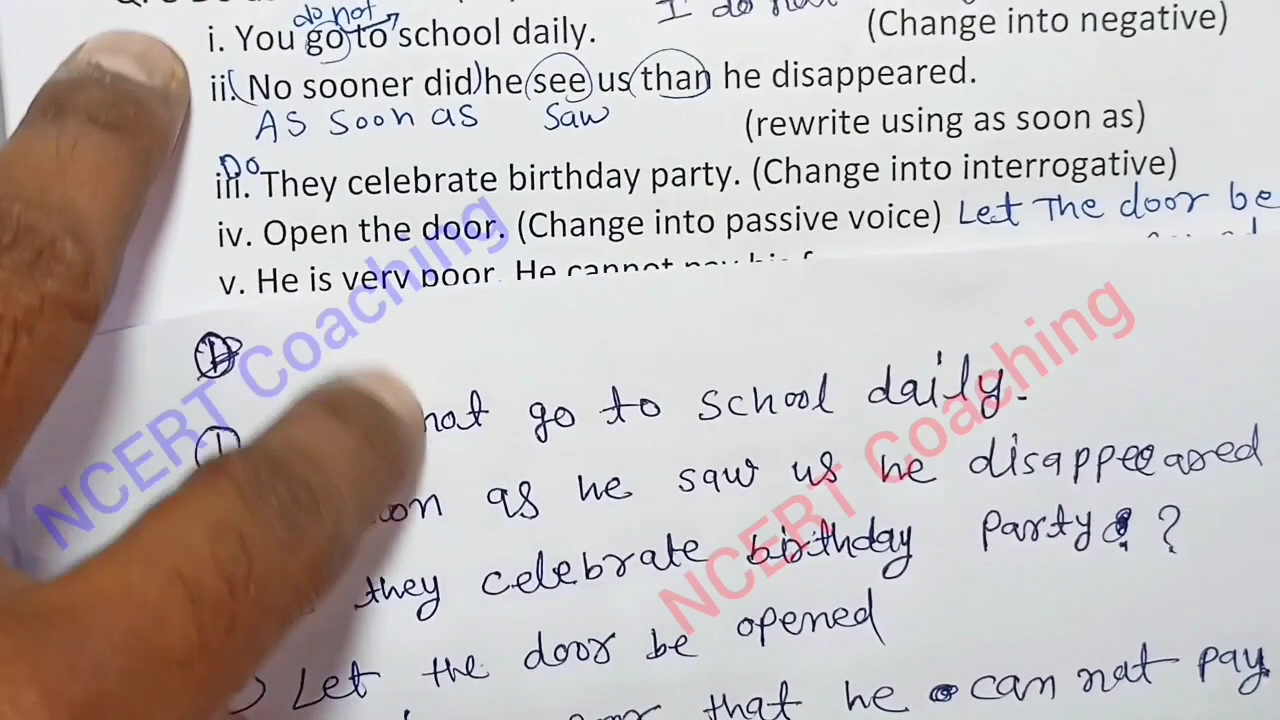 do not I do
i. You go to school daily. (Change into negative)
ii. No sooner did he see us than he disappeared.
As soon as saw (rewrite using as soon as)
Do
iii. They celebrate birthday party. (Change into interrogative)
iv. Open the door. (Change into passive voice) Let The door be
v. He is very poor. He cannot pay
not go to school daily.
as he saw us he disappeared
they celebrate birthday party ?
Let the door be opened
that he can not pay
NCERT Coaching
NCERT Coaching